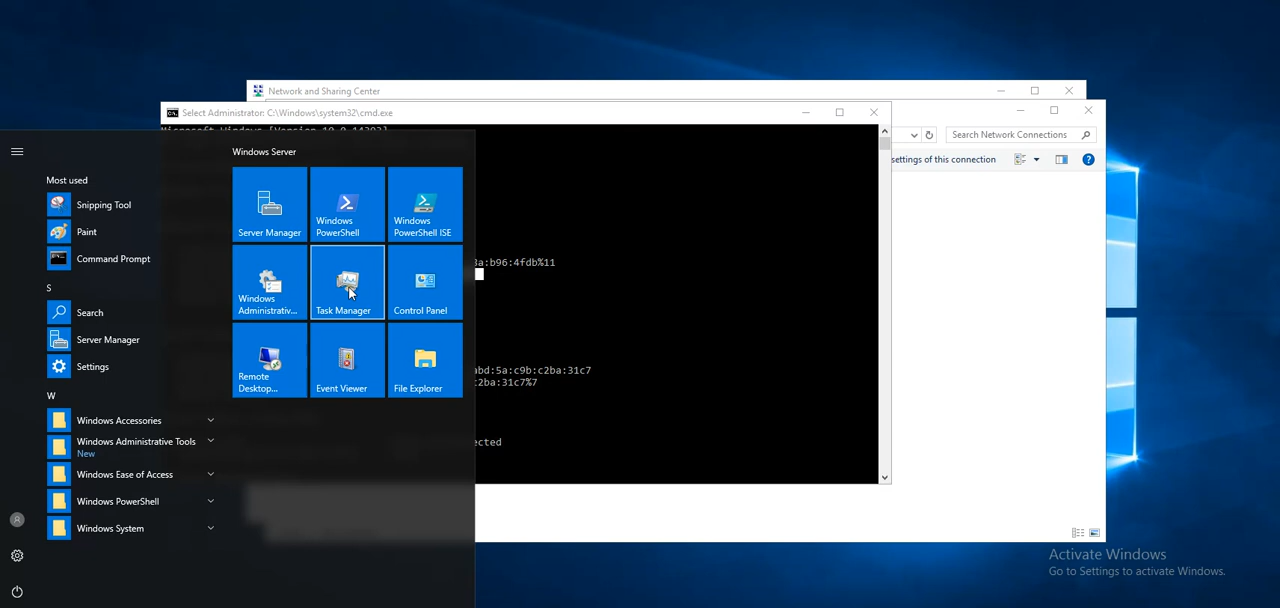 Network and Sharing Center
Select Administrator: C:\Windows\system32\cmd.exe
Search Network Connections
settings of this connection
Windows Server
Most used
Snipping Tool
Paint
Command Prompt
S
Search
Server Manager
Settings
W
Windows Accessories
Windows Administrative Tools
New
Windows Ease of Access
Windows PowerShell
Windows System
Server Manager
Windows
PowerShell
Windows
PowerShell ISE
Windows
Administrativ...
Task Manager
Control Panel
Remote
Desktop...
Event Viewer
File Explorer
a:b96:4fdb%11
bd:5a:c9b:c2ba:31c7
2ba:31c7%7
ected
Activate Windows
Go to Settings to activate Windows.